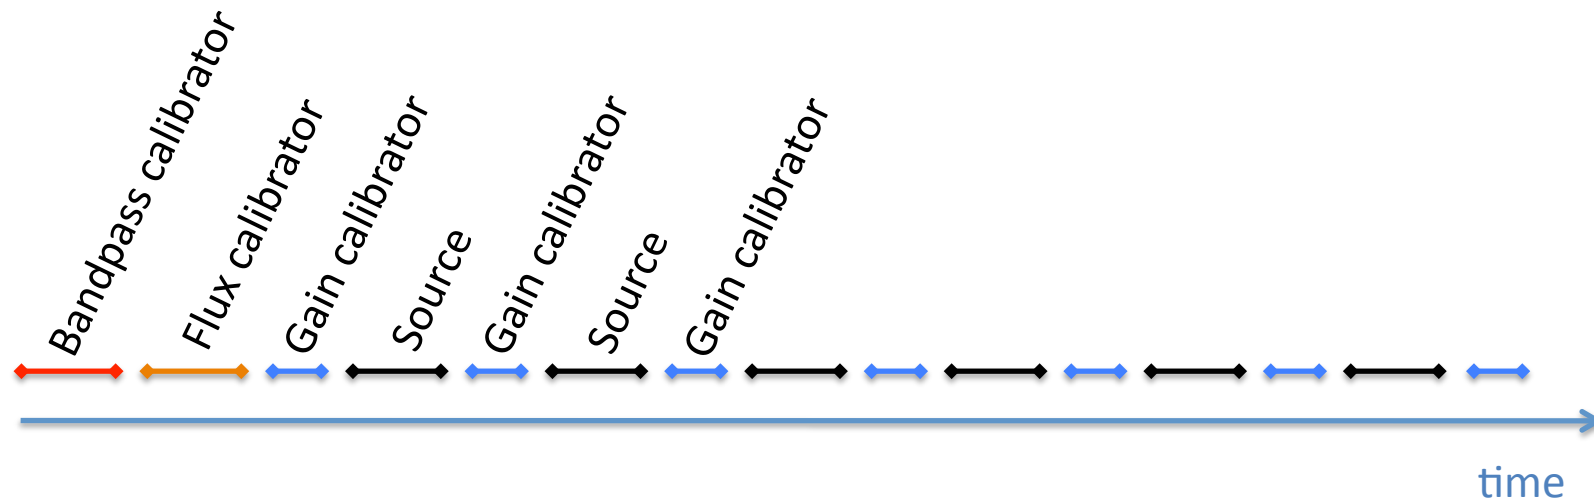 Bandpass calibrator
Flux calibrator
Gain calibrator
Source
Gain calibrator
Source
Gain calibrator
time